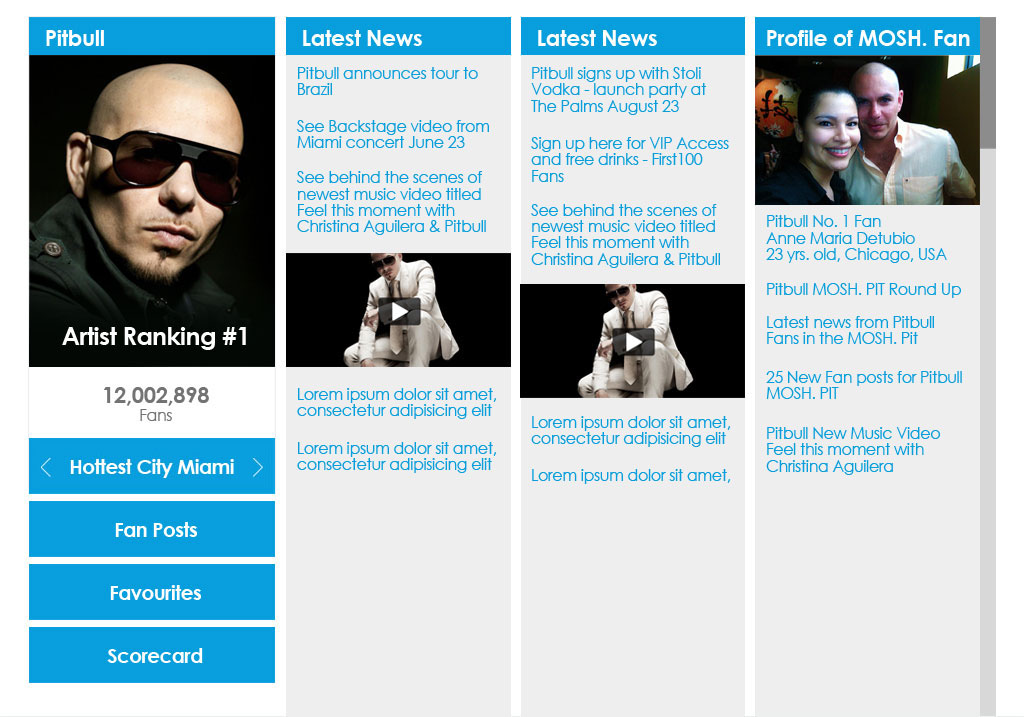 Pitbull
Artist Ranking #1
12,002,898
Fans
Hottest City Miami
Fan Posts
Favourites
Scorecard
Latest News
Pitbull announces tour to
Brazil
See Backstage video from
Miami concert June 23
See behind the scenes of
newest music video titled
Feel this moment with
Christina Aguilera & Pitbull
Lorem ipsum dolor sit amet,
consectetur adipisicing elit
Lorem ipsum dolor sit amet,
consectetur adipisicing elit
Latest News
Pitbull signs up with Stoli
Vodka - launch party at
The Palms August 23
Sign up here for VIP Access
and free drinks - First100
Fans
See behind the scenes of
newest music video titled
Feel this moment with
Christina Aguilera & Pitbull
Lorem ipsum dolor sit amet,
consectetur adipisicing elit
Lorem ipsum dolor sit amet,
Profile of MOSH. Fan
Pitbull No. 1 Fan
Anne Maria Detubio
23 yrs. old, Chicago, USA
Pitbull MOSH. PIT Round Up
Latest news from Pitbull
Fans in the MOSH. Pit
25 New Fan posts for Pitbull
MOSH. PIT
Pitbull New Music Video
Feel this moment with
Christina Aguilera